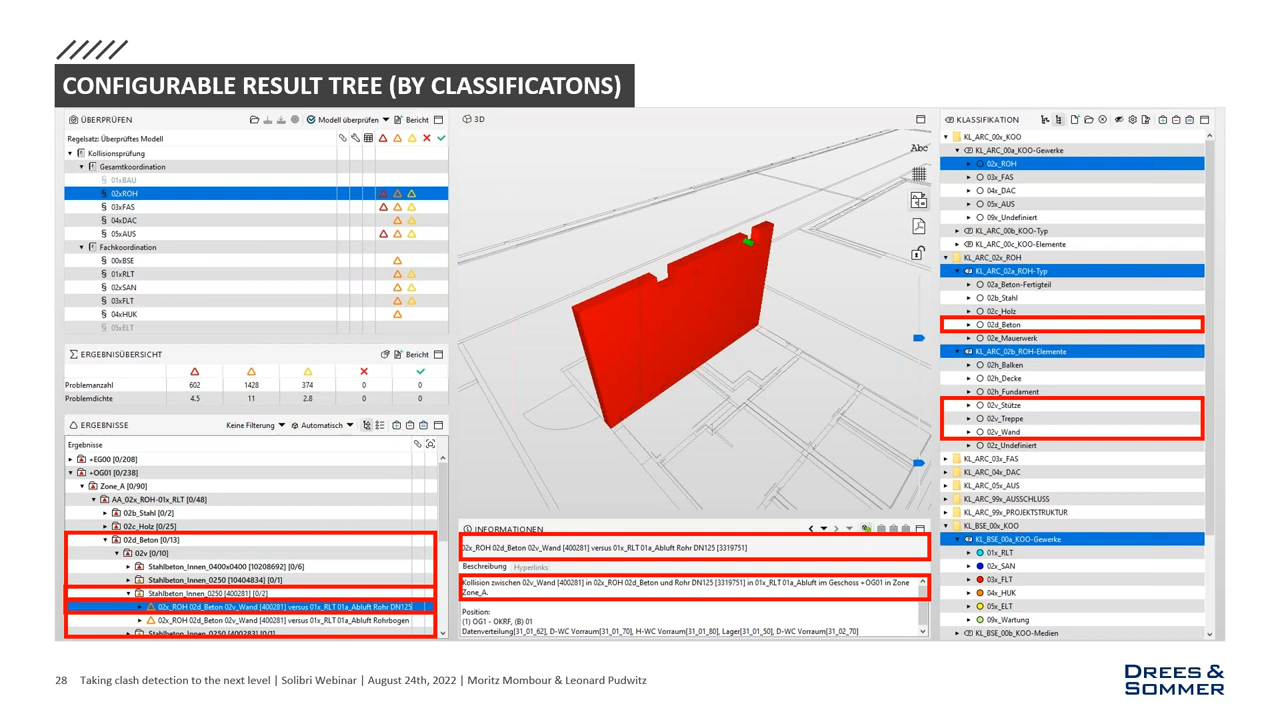 CONFIGURABLE RESULT TREE (BY CLASSIFICATONS)
ÜBERPRÜFEN
Modell überprüfen
Bericht
Regelsatz: Überprüftes Modell
Kollisionsprüfung
Gesamtkoordination
§ 01xBAU
§ 02xROH
§ 03xFAS
§ 04xDAC
§ 05xAUS
Fachkoordination
§ 00xBSE
§ 01xRLT
§ 02xSAN
§ 03xFLT
§ 04xHUK
§ 05xELT
ERGEBNISÜBERSICHT
Bericht
Problemanzahl 602 1428 374 0 0
Problemdichte 4.5 11 2.8 0 0
ERGEBNISSE
Keine Filterung
Automatisch
Ergebnisse
+EG00 [0/208]
+OG01 [0/238]
Zone_A [0/90]
AA_02x_ROH-01x_RLT [0/48]
02b_Stahl [0/2]
02c_Holz [0/25]
02d_Beton [0/13]
02v [0/10]
Stahlbeton_Innen_0400x0400 [10208692] [0/6]
Stahlbeton_Innen_0250 [10404834] [0/1]
Stahlbeton_Innen_0250 [400281] [0/2]
02x_ROH 02d_Beton 02v_Wand [400281] versus 01x_RLT 01a_Abluft Rohr DN125
02x_ROH 02d_Beton 02v_Wand [400281] versus 01x_RLT 01a_Abluft Rohrbogen
Stahlbeton_Innen_0250 [400283] [0/1]
3D
Abc
INFORMATIONEN
02x_ROH 02d_Beton 02v_Wand [400281] versus 01x_RLT 01a_Abluft Rohr DN125 [3319751]
Beschreibung
Hyperlinks
Kollision zwischen 02v_Wand [400281] in 02x_ROH 02d_Beton und Rohr DN125 [3319751] in 01x_RLT 01a_Abluft im Geschoss +OG01 in Zone
Zone_A.
Position:
(1) OG1 - OKRF, (B) 01
Datenverteilung[31_01_62], D-WC Vorraum[31_01_70], H-WC Vorraum[31_01_80], Lager[31_01_50], D-WC Vorraum[31_02_70]
KLASSIFIKATION
KL_ARC_00x_KOO
KL_ARC_00a_KOO-Gewerke
02x_ROH
03x_FAS
04x_DAC
05x_AUS
09x_Undefiniert
KL_ARC_00b_KOO-Typ
KL_ARC_00c_KOO-Elemente
KL_ARC_02x_ROH
KL_ARC_02a_ROH-Typ
02a_Beton-Fertigteil
02b_Stahl
02c_Holz
02d_Beton
02e_Mauerwerk
KL_ARC_02b_ROH-Elemente
02h_Balken
02h_Decke
02h_Fundament
02v_Stütze
02v_Treppe
02v_Wand
02z_Undefiniert
KL_ARC_03x_FAS
KL_ARC_04x_DAC
KL_ARC_05x_AUS
KL_ARC_99x_AUSSCHLUSS
KL_ARC_99x_PROJEKTSTRUKTUR
KL_BSE_00x_KOO
KL_BSE_00a_KOO-Gewerke
01x_RLT
02x_SAN
03x_FLT
04x_HUK
05x_ELT
09x_Wartung
KL_BSE_00b_KOO-Medien
28 Taking clash detection to the next level | Solibri Webinar | August 24th, 2022 | Moritz Mombour & Leonard Pudwitz
DREES &
SOMMER